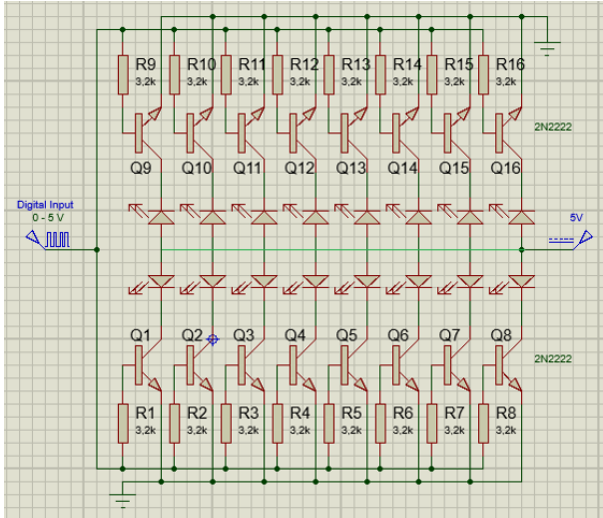 R9 R10 R11 R12 R13 R14 R15 R16
3,2k 3,2k 3,2k 3,2k 3,2k 3,2k 3,2k 3,2k
2N2222
Q9 Q10 Q11 Q12 Q13 Q14 Q15 Q16
Digital Input
0 - 5 V
5V
Q1 Q2 Q3 Q4 Q5 Q6 Q7 Q8
2N2222
R1 R2 R3 R4 R5 R6 R7 R8
3,2k 3,2k 3,2k 3,2k 3,2k 3,2k 3,2k 3,2k